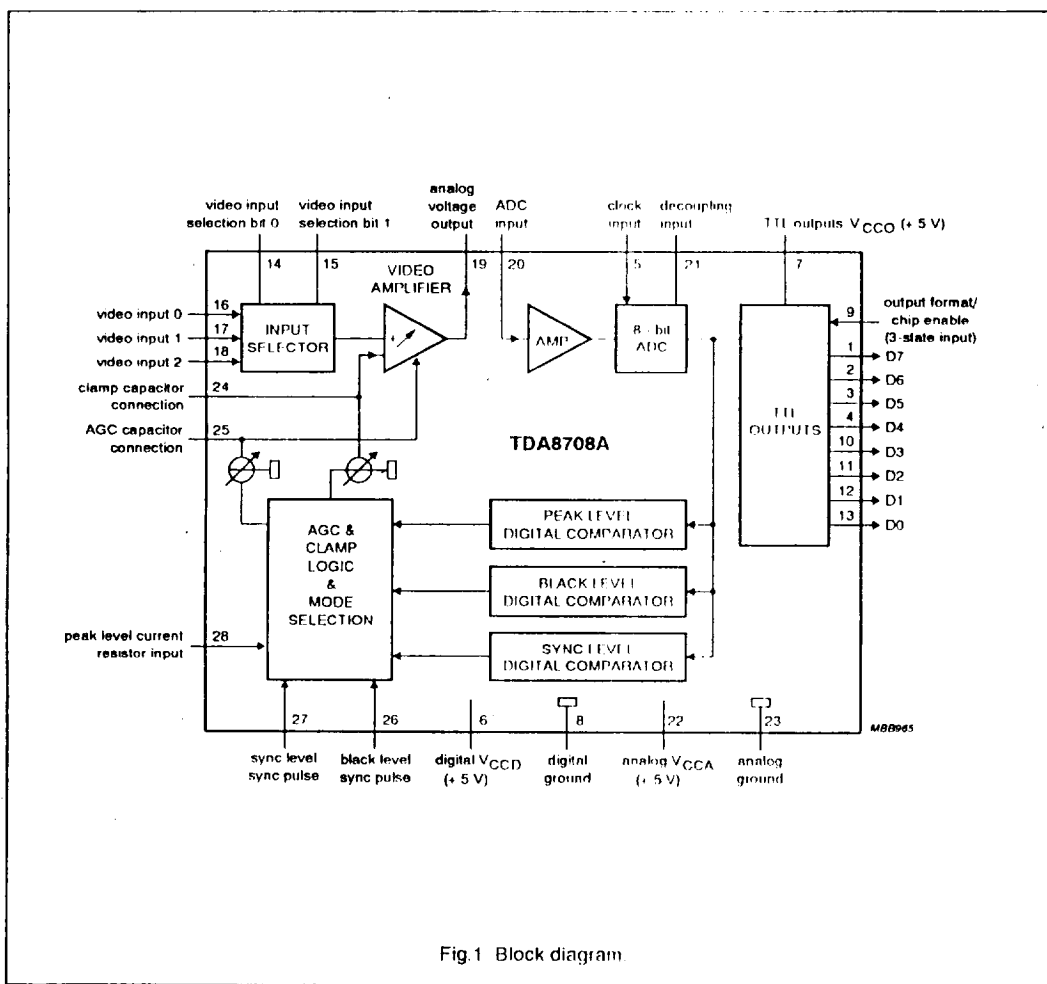 video input
selection bit 0
video input
selection bit 1
analog
voltage
output
ADC
input
clock
input
decoupling
input
TTL outputs VCCO (+ 5 V)
14
15
VIDEO
AMPLIFIER
19
20
5
21
7
video input 0
16
video input 1
17
video input 2
18
INPUT
SELECTOR
+
AMP
8 - bit
ADC
9
output format/
chip enable
(3-state input)
1
D7
2
D6
3
D5
4
D4
10
D3
11
D2
12
D1
13
D0
TTL
OUTPUTS
clamp capacitor
connection
24
AGC capacitor
connection
25
TDA8708A
AGC &
CLAMP
LOGIC
&
MODE
SELECTION
PEAK LEVEL
DIGITAL COMPARATOR
BLACK LEVEL
DIGITAL COMPARATOR
SYNC LEVEL
DIGITAL COMPARATOR
peak level current
resistor input
28
27
26
6
8
22
23
MBB965
sync level
sync pulse
black level
sync pulse
digital VCCD
(+ 5 V)
digital
ground
analog VCCA
(+ 5 V)
analog
ground
Fig.1 Block diagram.